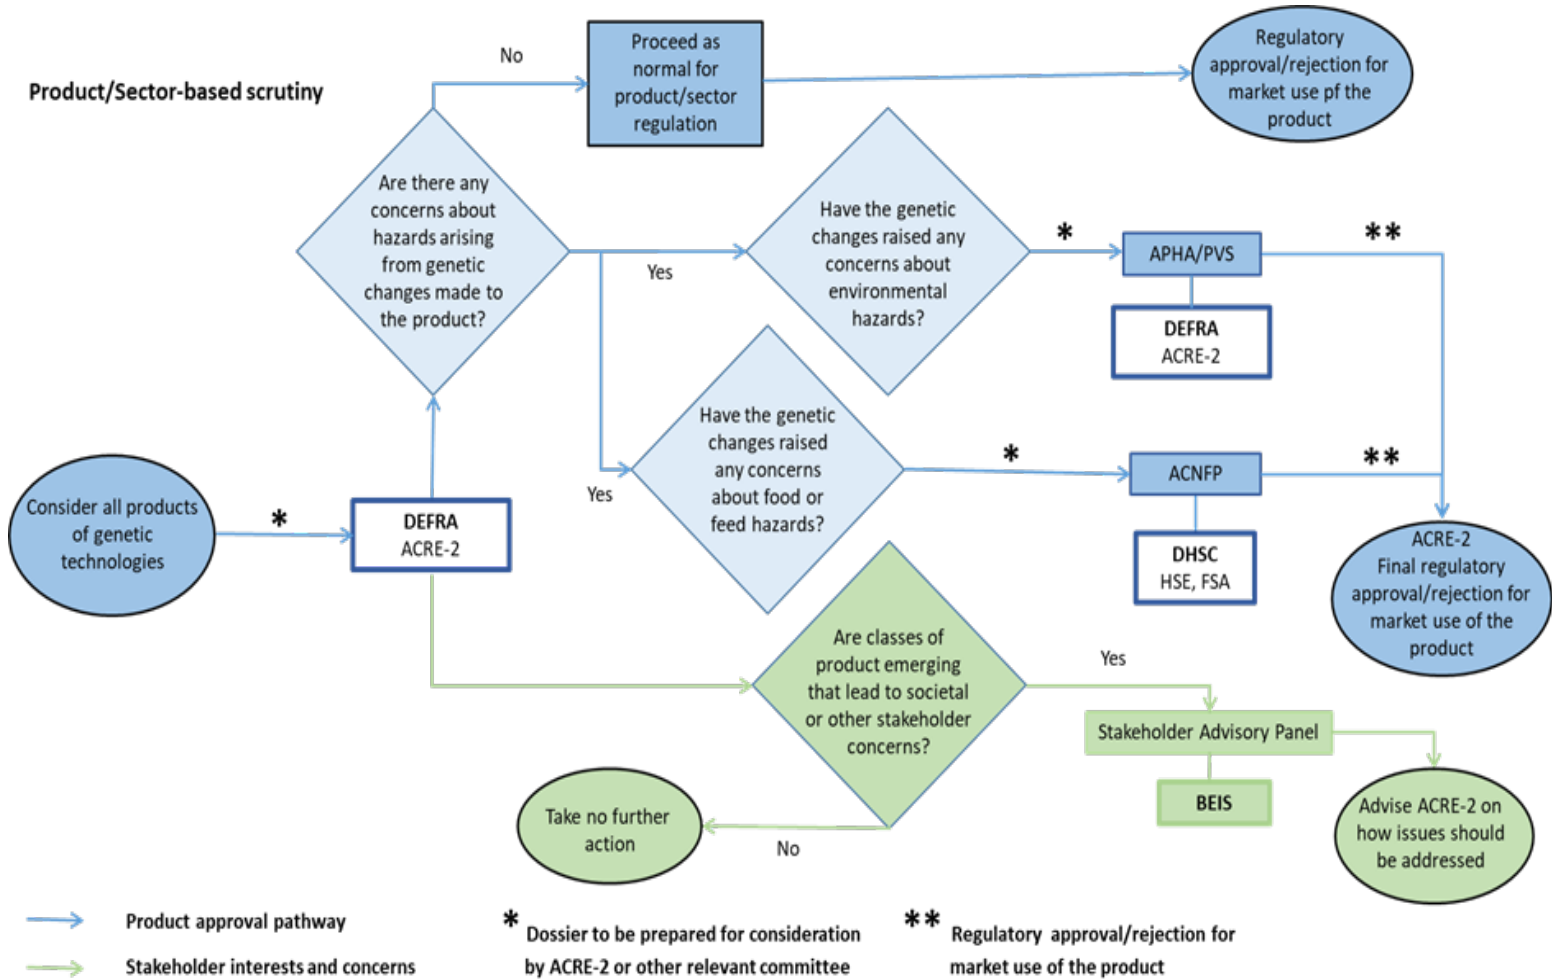 Product/Sector-based scrutiny
No
Proceed as
normal for
product/sector
regulation
Regulatory
approval/rejection for
market use pf the
product
Are there any
concerns about
hazards arising
from genetic
changes made to
the product?
Yes
Have the genetic
changes raised any
concerns about
environmental
hazards?
*
APHA/PVS
**
DEFRA
ACRE-2
Yes
Have the genetic
changes raised
any concerns
about food or
feed hazards?
*
ACNFP
**
DHSC
HSE, FSA
ACRE-2
Final regulatory
approval/rejection for
market use of the
product
Consider all products
of genetic
technologies
*
DEFRA
ACRE-2
Are classes of
product emerging
that lead to societal
or other stakeholder
concerns?
Yes
Stakeholder Advisory Panel
BEIS
Advise ACRE-2 on
how issues should
be addressed
No
Take no further
action
Product approval pathway
Stakeholder interests and concerns
* Dossier to be prepared for consideration
by ACRE-2 or other relevant committee
** Regulatory approval/rejection for
market use of the product